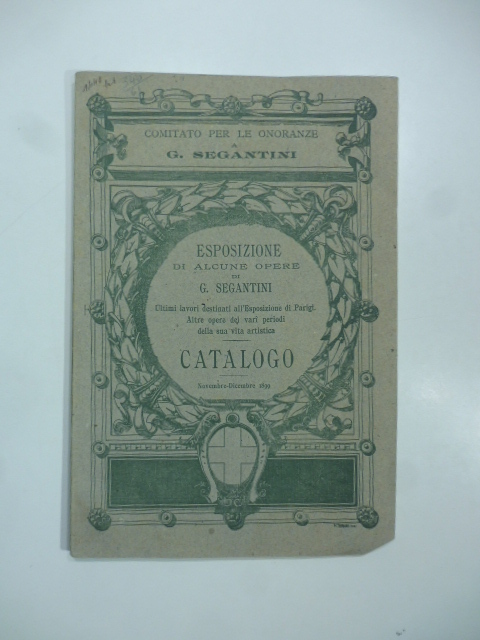 COMITATO PER LE ONORANZE
A
G. SEGANTINI
ESPOSIZIONE
DI ALCUNE OPERE
DI
G. SEGANTINI
Ultimi lavori destinati all'Esposizione di Parigi.
Altre opere dei vari periodi
della sua vita artistica
CATALOGO
Novembre-Dicembre 1899